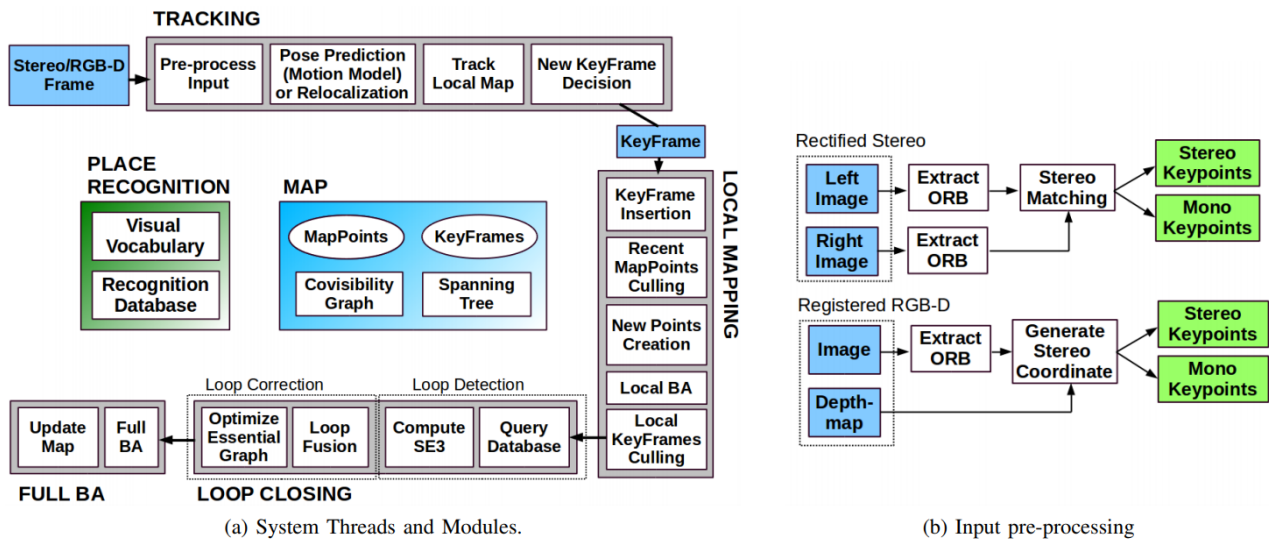 TRACKING
Stereo/RGB-D
Frame
Pre-process
Input
Pose Prediction
(Motion Model)
or Relocalization
Track
Local Map
New KeyFrame
Decision
KeyFrame
PLACE
RECOGNITION
Visual
Vocabulary
Recognition
Database
MAP
MapPoints
KeyFrames
Covisibility
Graph
Spanning
Tree
LOCAL MAPPING
KeyFrame
Insertion
Recent
MapPoints
Culling
New Points
Creation
Local BA
Local
KeyFrames
Culling
Loop Correction
Loop Detection
Update
Map
Full
BA
Optimize
Essential
Graph
Loop
Fusion
Compute
SE3
Query
Database
FULL BA
LOOP CLOSING
(a) System Threads and Modules.
Rectified Stereo
Left
Image
Extract
ORB
Stereo
Matching
Stereo
Keypoints
Mono
Keypoints
Right
Image
Extract
ORB
Registered RGB-D
Image
Extract
ORB
Generate
Stereo
Coordinate
Stereo
Keypoints
Mono
Keypoints
Depth-
map
(b) Input pre-processing